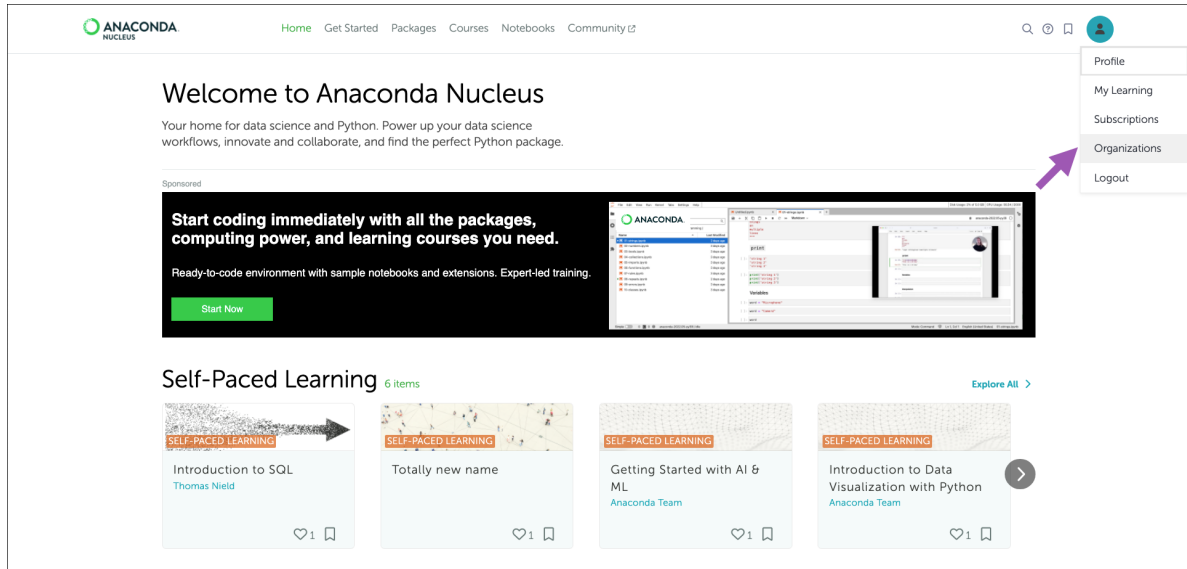 ANACONDA.
NUCLEUS
Home Get Started Packages Courses Notebooks Community
Profile
My Learning
Subscriptions
Organizations
Logout
Welcome to Anaconda Nucleus
Your home for data science and Python. Power up your data science
workflows, innovate and collaborate, and find the perfect Python package.
Sponsored
Start coding immediately with all the packages,
computing power, and learning courses you need.
Ready-to-code environment with sample notebooks and extensions. Expert-led training.
Start Now
ANACONDA.
print
Variables
Self-Paced Learning 6 items
Explore All
SELF-PACED LEARNING
Introduction to SQL
Thomas Nield
1
SELF-PACED LEARNING
Totally new name
1
SELF-PACED LEARNING
Getting Started with AI &
ML
Anaconda Team
1
SELF-PACED LEARNING
Introduction to Data
Visualization with Python
Anaconda Team
1